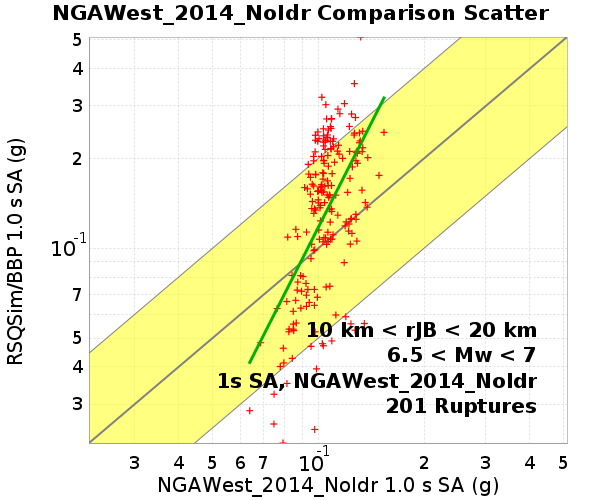 NGAWest_2014_NoIdr Comparison Scatter
RSQSim/BBP 1.0 s SA (g)
5
4
3
2
10-1
7
5
4
3
10 km < rJB < 20 km
6.5 < Mw < 7
1s SA, NGAWest_2014_NoIdr
201 Ruptures
3 4 5 6 7 10-1 2 3 4 5
NGAWest_2014_NoIdr 1.0 s SA (g)